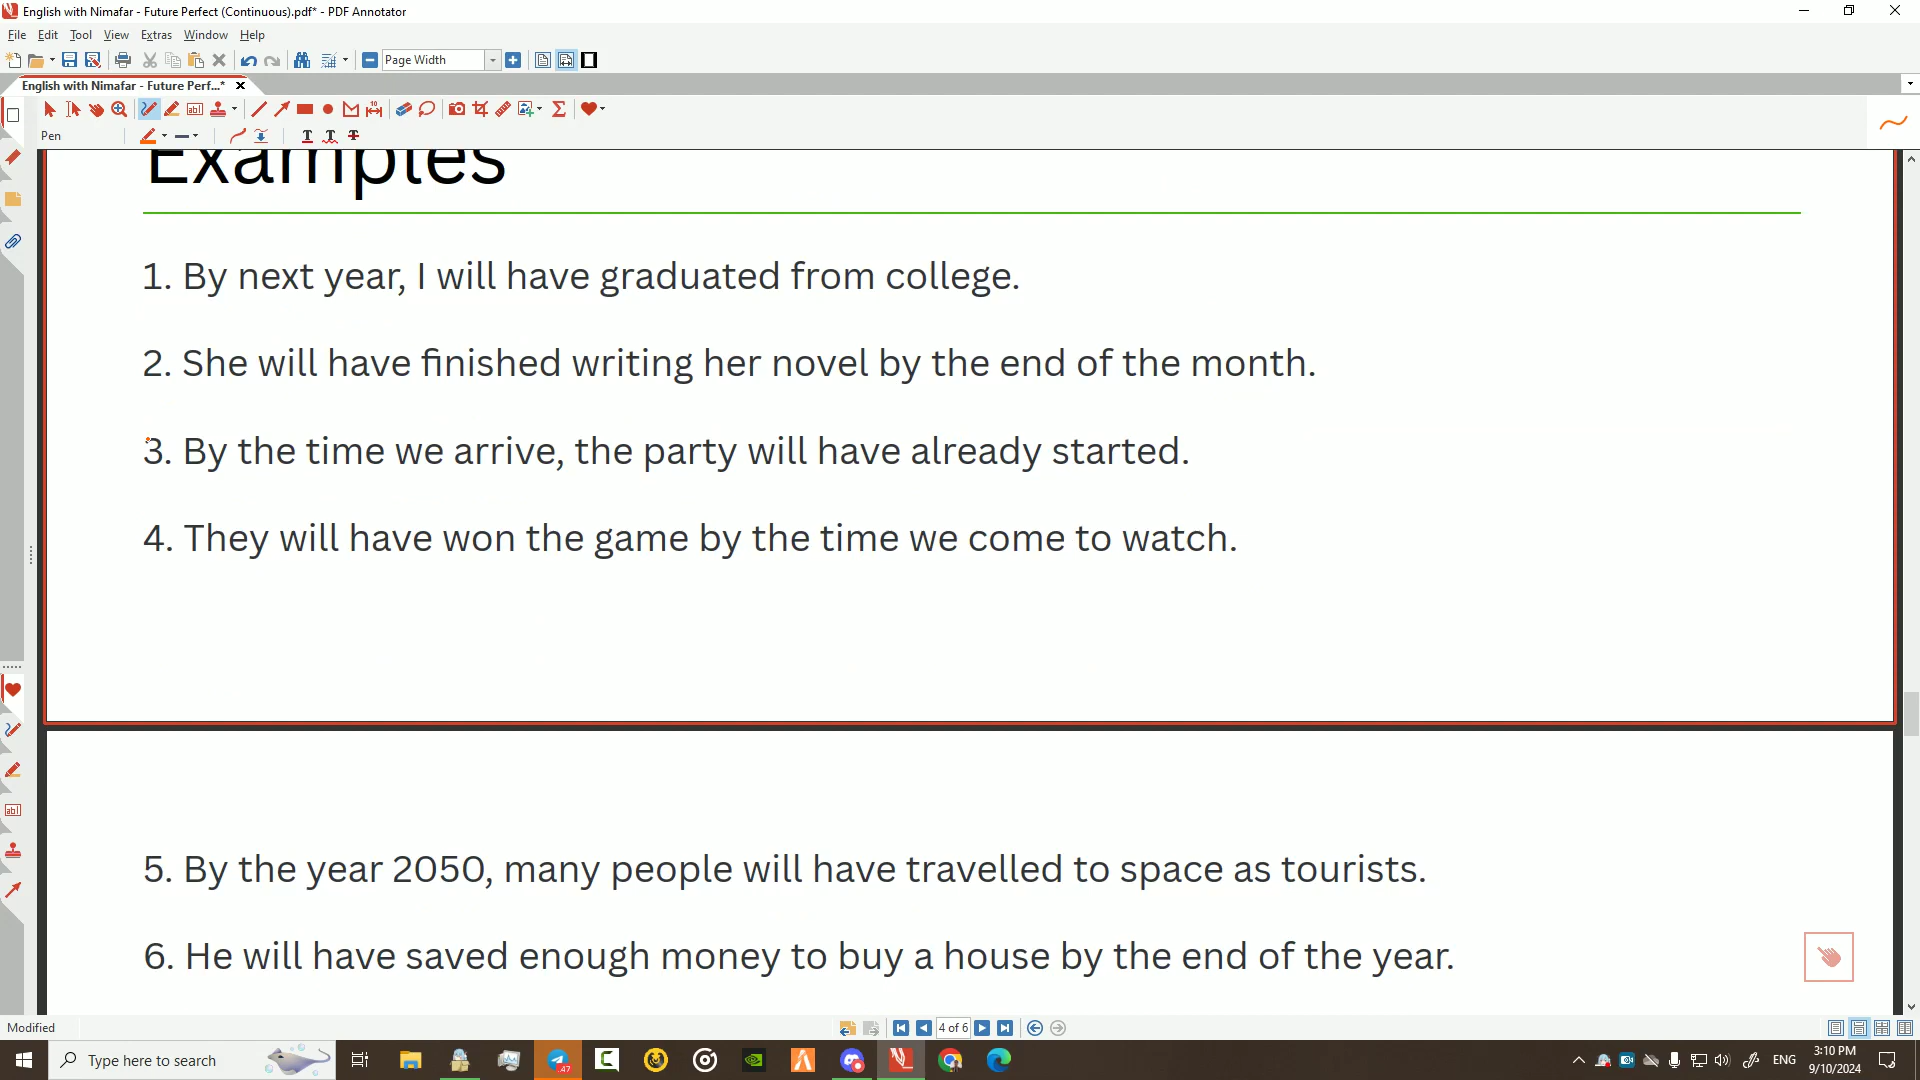 English with Nimafar - Future Perfect (Continuous).pdf* - PDF Annotator
File Edit Tool View Extras Window Help
Page Width
English with Nimafar - Future Perf...*
Pen
Examples
1. By next year, I will have graduated from college.
2. She will have finished writing her novel by the end of the month.
3. By the time we arrive, the party will have already started.
4. They will have won the game by the time we come to watch.
5. By the year 2050, many people will have travelled to space as tourists.
6. He will have saved enough money to buy a house by the end of the year.
Modified
4 of 6
Type here to search
47
ENG
3:10 PM
9/10/2024